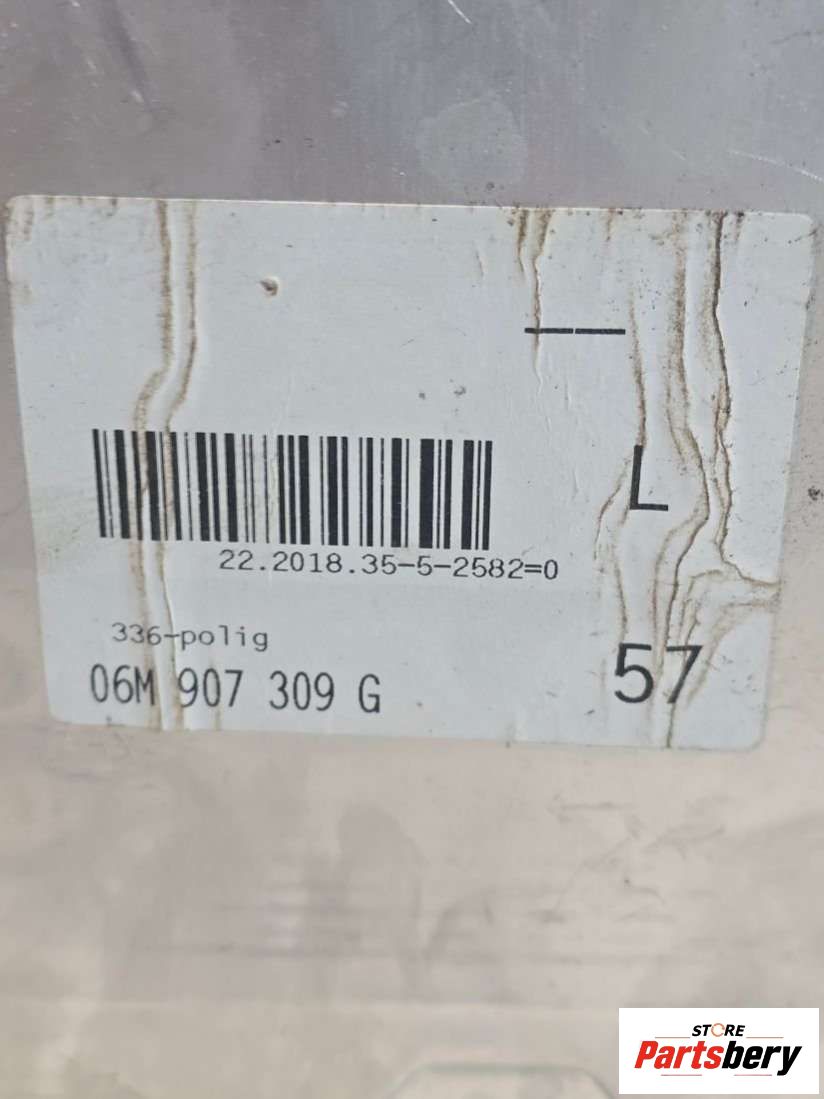 L
22.2018.35-5-2582=0
336-polig
06M 907 309 G
57
STORE
Partsbery